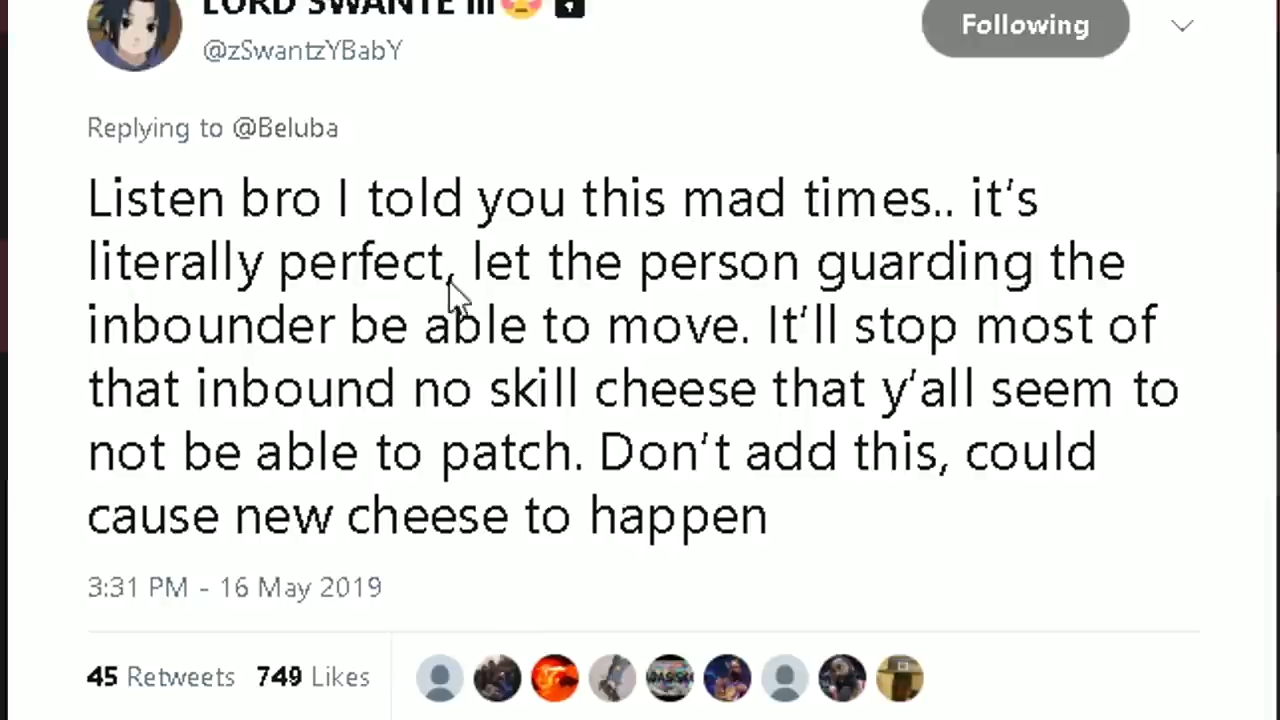 LORD SWANTE III
@zSwantzYBabY
Following
Replying to @Beluba
Listen bro I told you this mad times.. it's
literally perfect, let the person guarding the
inbounder be able to move. It'll stop most of
that inbound no skill cheese that y'all seem to
not be able to patch. Don't add this, could
cause new cheese to happen
3:31 PM - 16 May 2019
45 Retweets 749 Likes